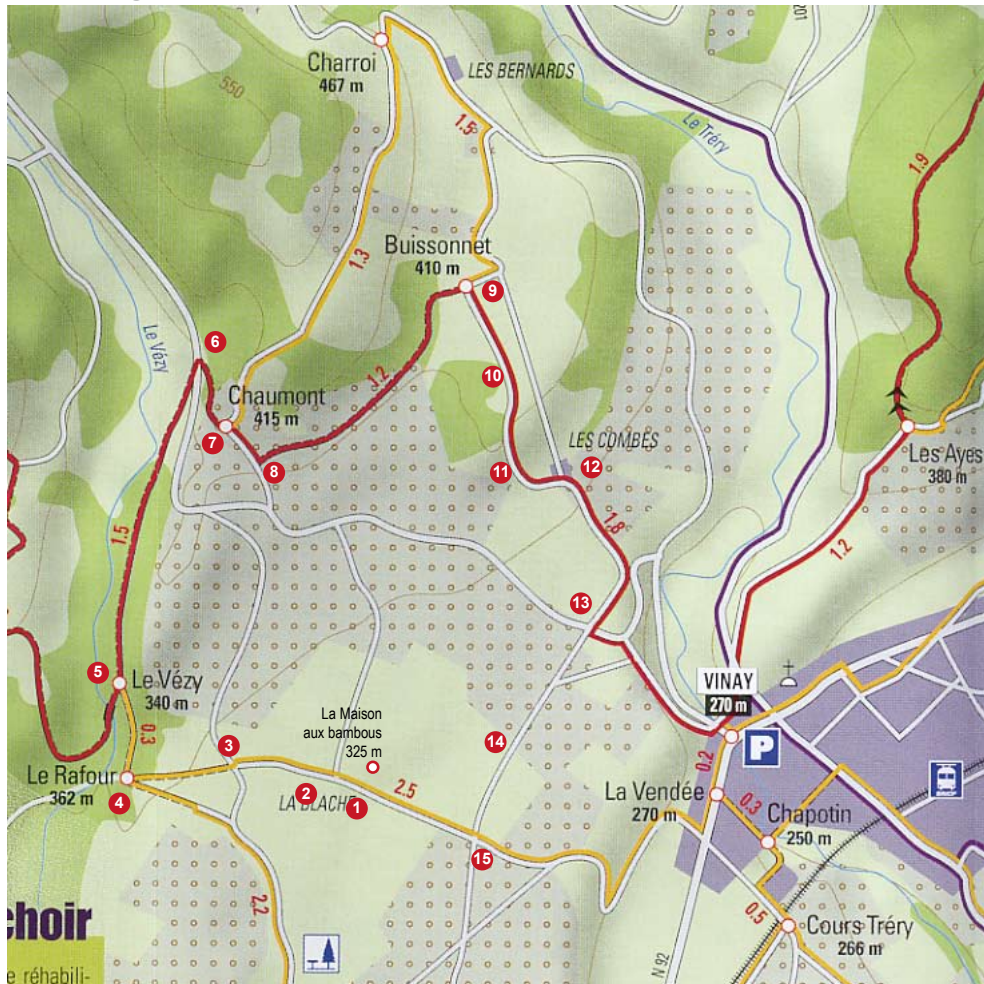 Charroi
467 m
LES BERNARDS
550
1.5
Le Tréry
1.9
Buissonnet
410 m
1.3
9
Le Vézy
6
10
1.2
Chaumont
415 m
7
8
LES COMBES
11
12
Les Ayes
380 m
1.5
1.8
1.2
13
5
Le Vézy
340 m
VINAY
270 m
0.3
La Maison
aux bambous
325 m
3
14
P
0.2
Le Rafour
362 m
4
2
LA BLACHE
1
2.5
La Vendée
270 m
0.3
Chapotin
250 m
SNCF
15
2.2
0.5
Cours Tréry
266 m
choir
N 92
e réhabili-